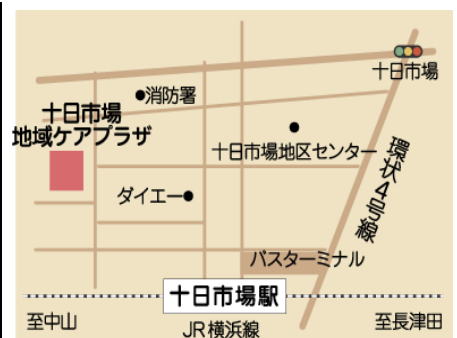 十日市場
消防署
十日市場
地域ケアプラザ
十日市場地区センター
環状4号線
ダイエー
バスターミナル
十日市場駅
至中山
JR横浜線
至長津田